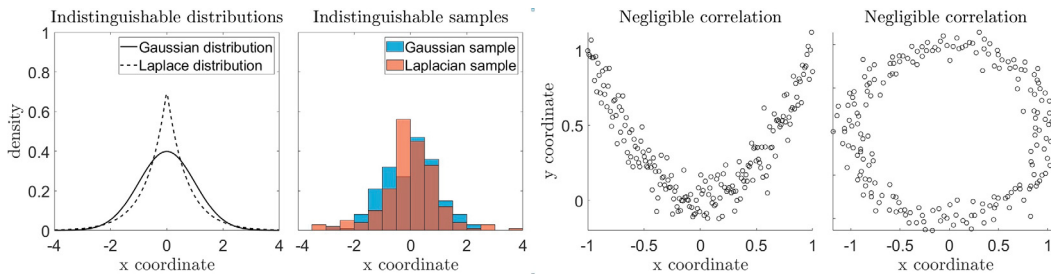 Indistinguishable distributions
Gaussian distribution
Laplace distribution
density
1
0.8
0.6
0.4
0.2
0
-4 -2 0 2 4
x coordinate
Indistinguishable samples
Gaussian sample
Laplacian sample
-4 -2 0 2 4
x coordinate
Negligible correlation
y coordinate
1
0.5
0
-1 -0.5 0 0.5 1
x coordinate
Negligible correlation
-1 -0.5 0 0.5 1
x coordinate